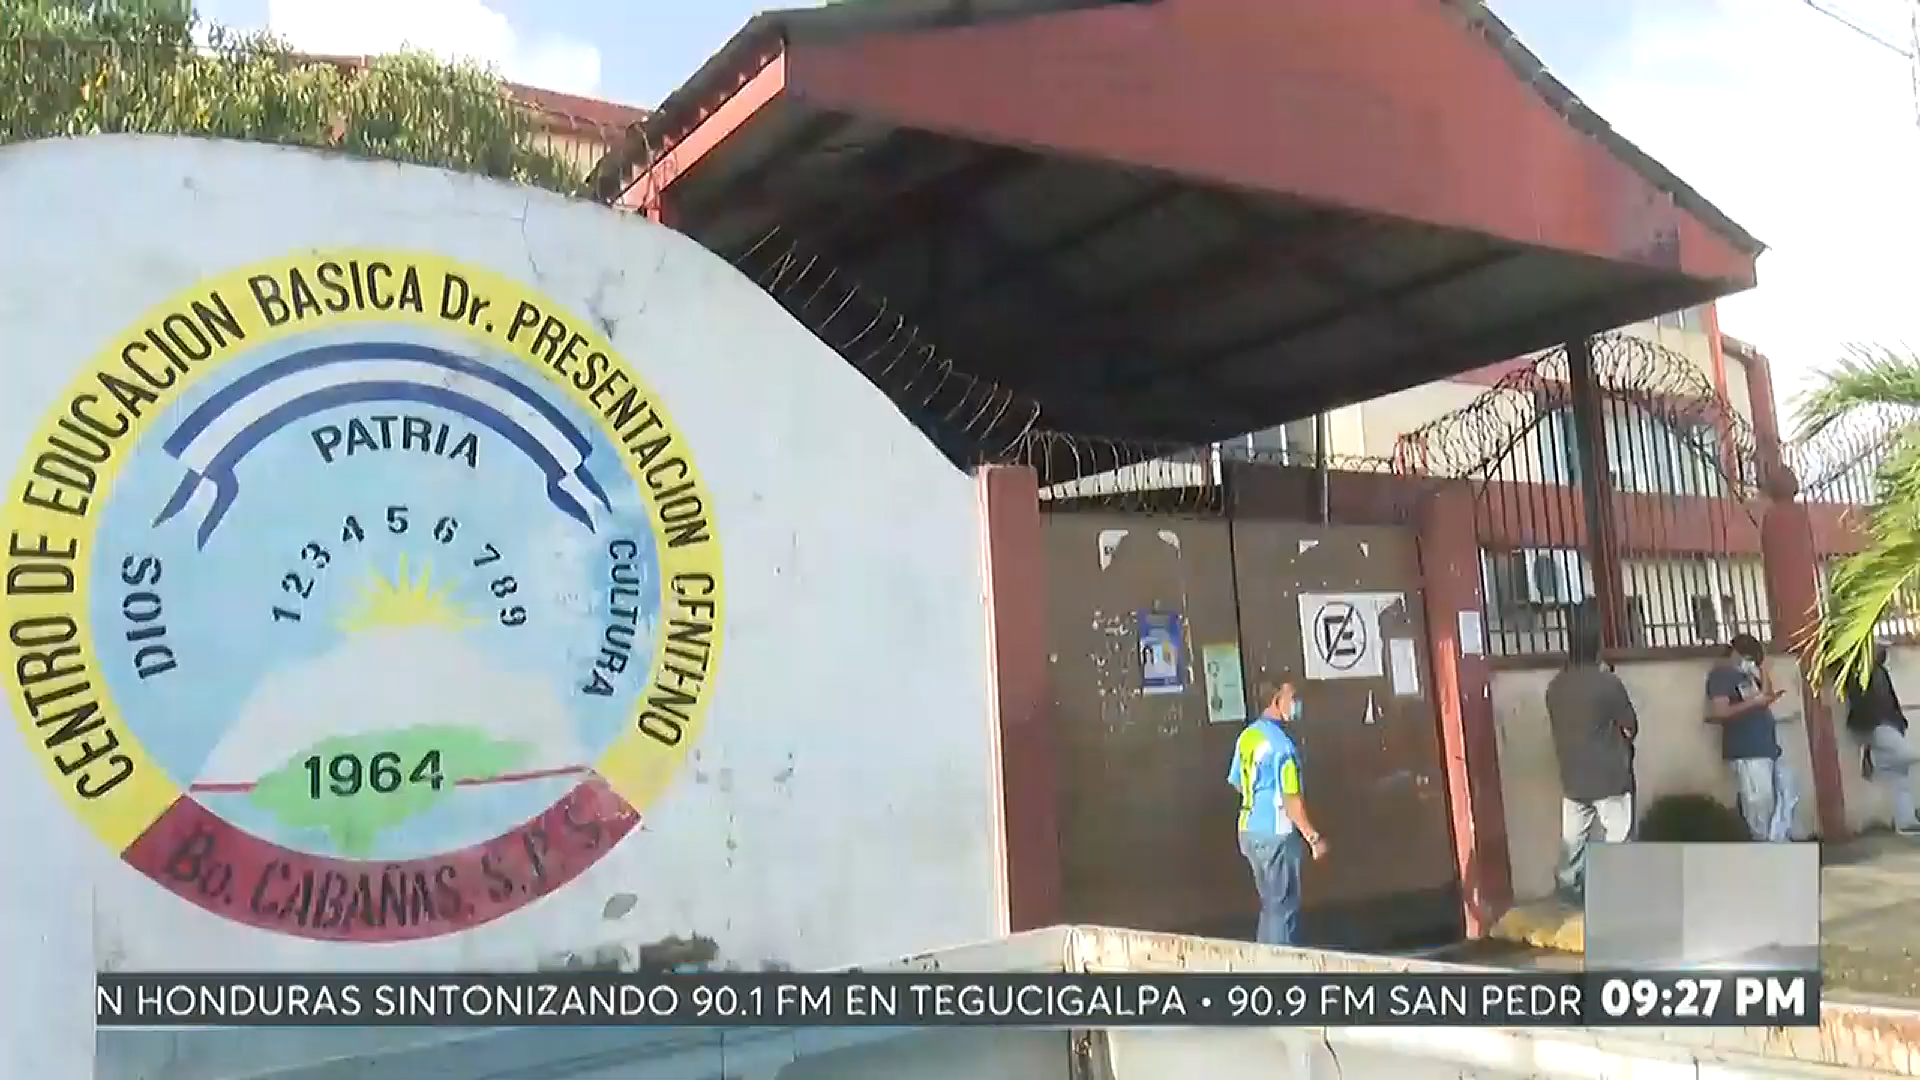 CENTRO DE EDUCACION BASICA Dr. PRESENTACION CENTENO
PATRIA
DIOS
CULTURA
1 2 3 4 5 6 7 8 9
1964
Bo. CABAÑAS. S.P.S.
E
N HONDURAS SINTONIZANDO 90.1 FM EN TEGUCIGALPA • 90.9 FM SAN PEDR
09:27 PM